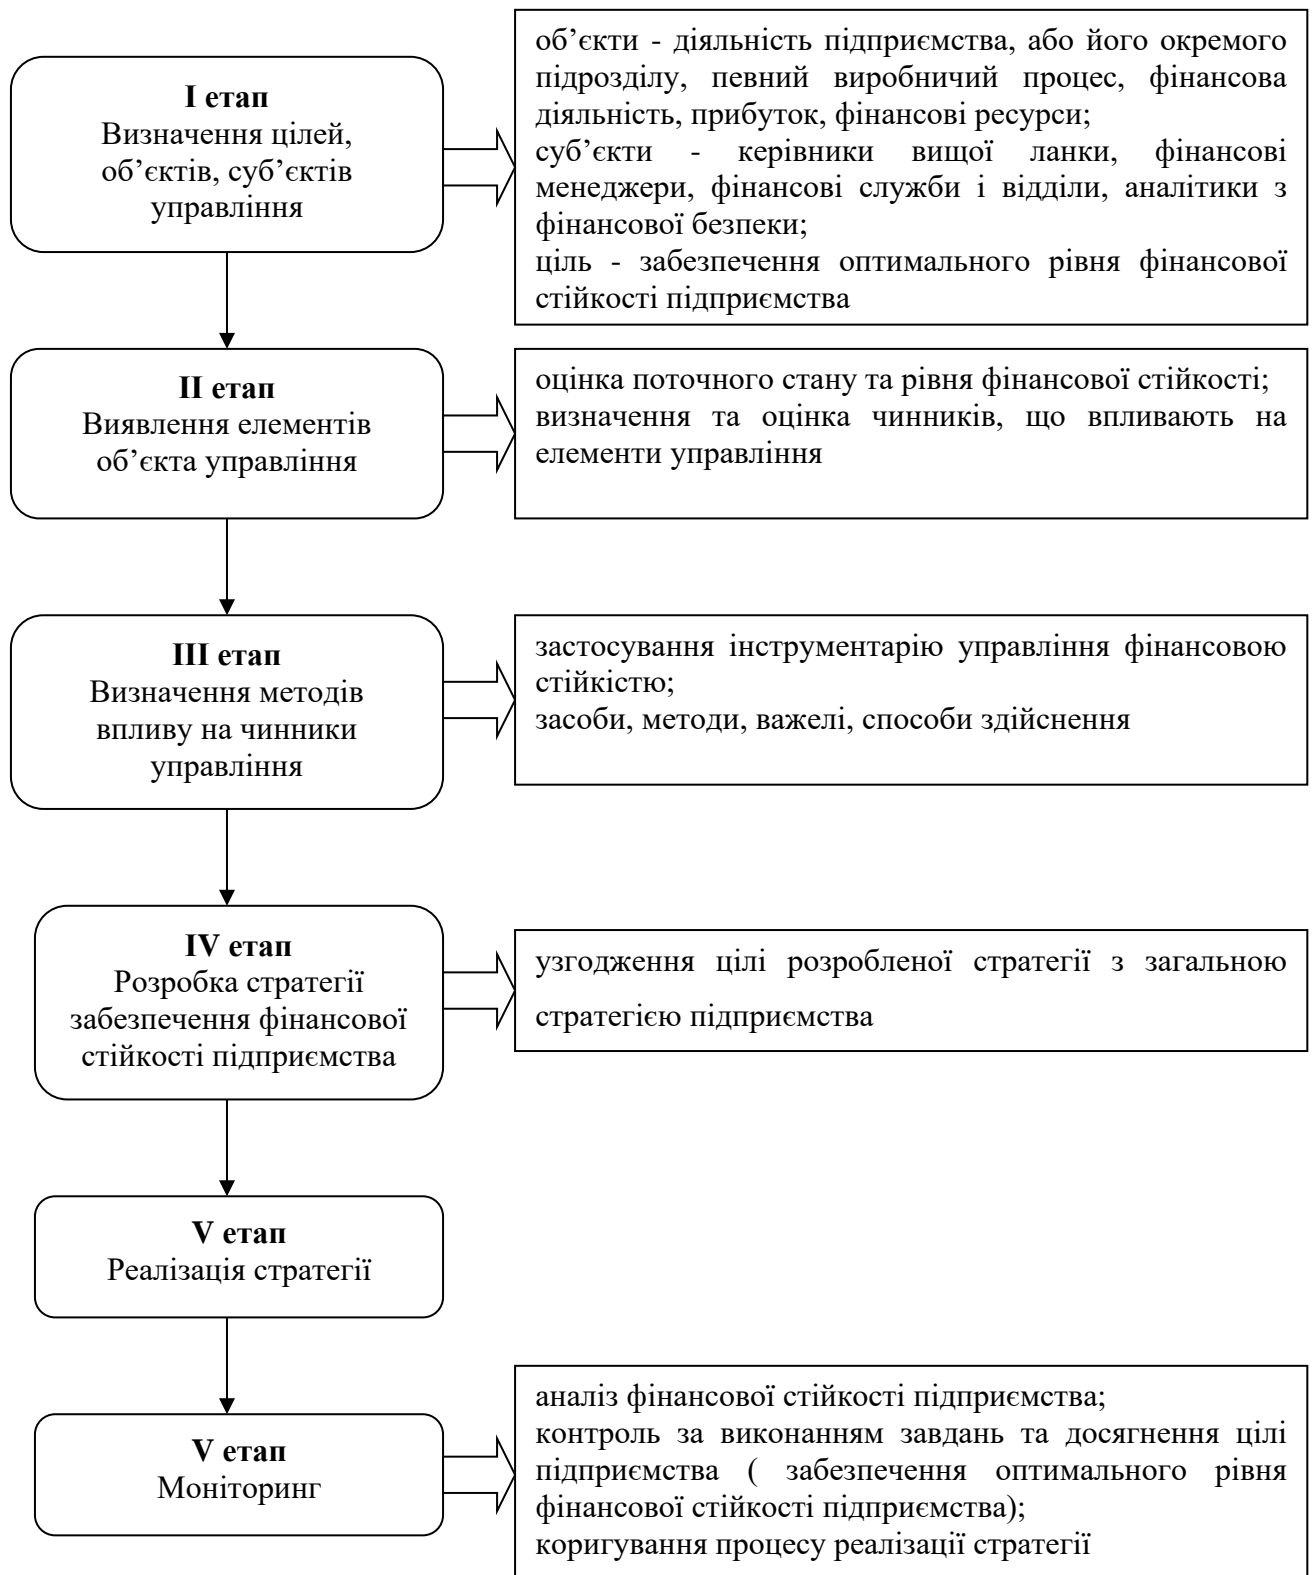 І етап
Визначення цілей,
об’єктів, суб’єктів
управління
об’єкти - діяльність підприємства, або його окремого
підрозділу, певний виробничий процес, фінансова
діяльність, прибуток, фінансові ресурси;
суб’єкти - керівники вищої ланки, фінансові
менеджери, фінансові служби і відділи, аналітики з
фінансової безпеки;
ціль - забезпечення оптимального рівня фінансової
стійкості підприємства
ІІ етап
Виявлення елементів
об’єкта управління
оцінка поточного стану та рівня фінансової стійкості;
визначення та оцінка чинників, що впливають на
елементи управління
ІІІ етап
Визначення методів
впливу на чинники
управління
застосування інструментарію управління фінансовою
стійкістю;
засоби, методи, важелі, способи здійснення
IV етап
Розробка стратегії
забезпечення фінансової
стійкості підприємства
узгодження цілі розробленої стратегії з загальною
стратегією підприємства
V етап
Реалізація стратегії
V етап
Моніторинг
аналіз фінансової стійкості підприємства;
контроль за виконанням завдань та досягнення цілі
підприємства ( забезпечення оптимального рівня
фінансової стійкості підприємства);
коригування процесу реалізації стратегії